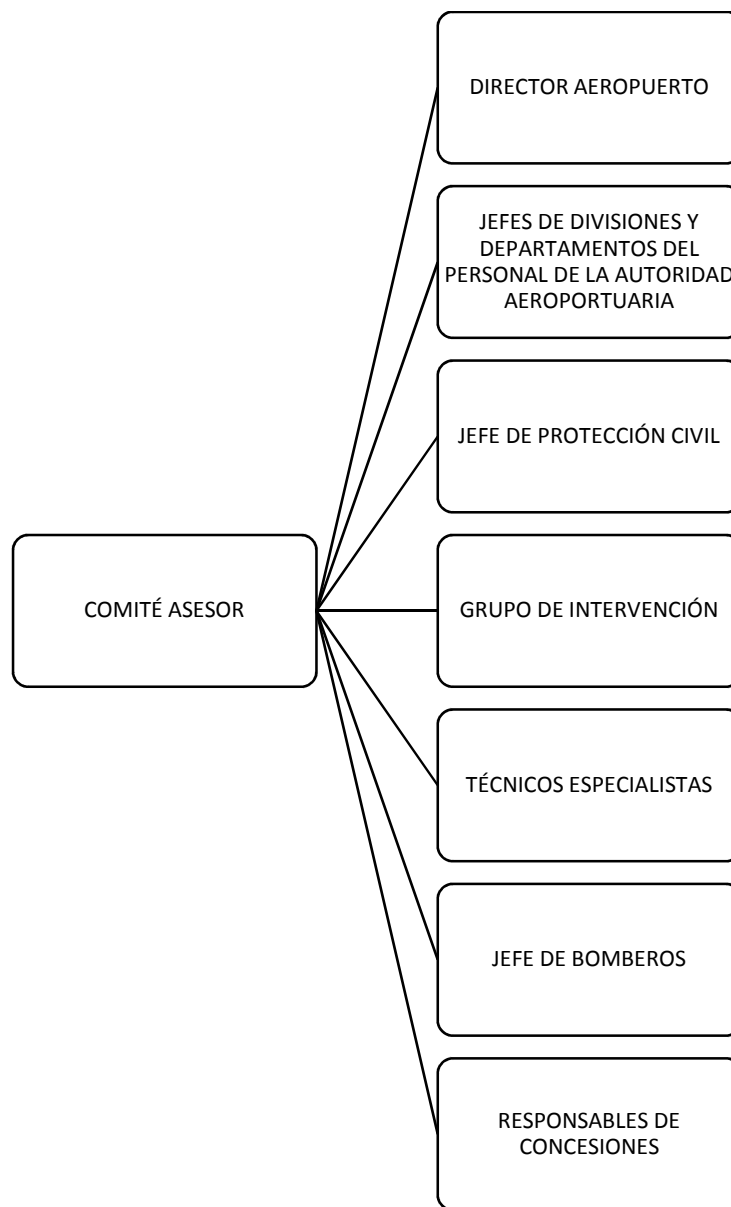 DIRECTOR AEROPUERTO
JEFES DE DIVISIONES Y
DEPARTAMENTOS DEL
PERSONAL DE LA AUTORIDAD
AEROPORTUARIA
JEFE DE PROTECCIÓN CIVIL
COMITÉ ASESOR
GRUPO DE INTERVENCIÓN
TÉCNICOS ESPECIALISTAS
JEFE DE BOMBEROS
RESPONSABLES DE
CONCESIONES